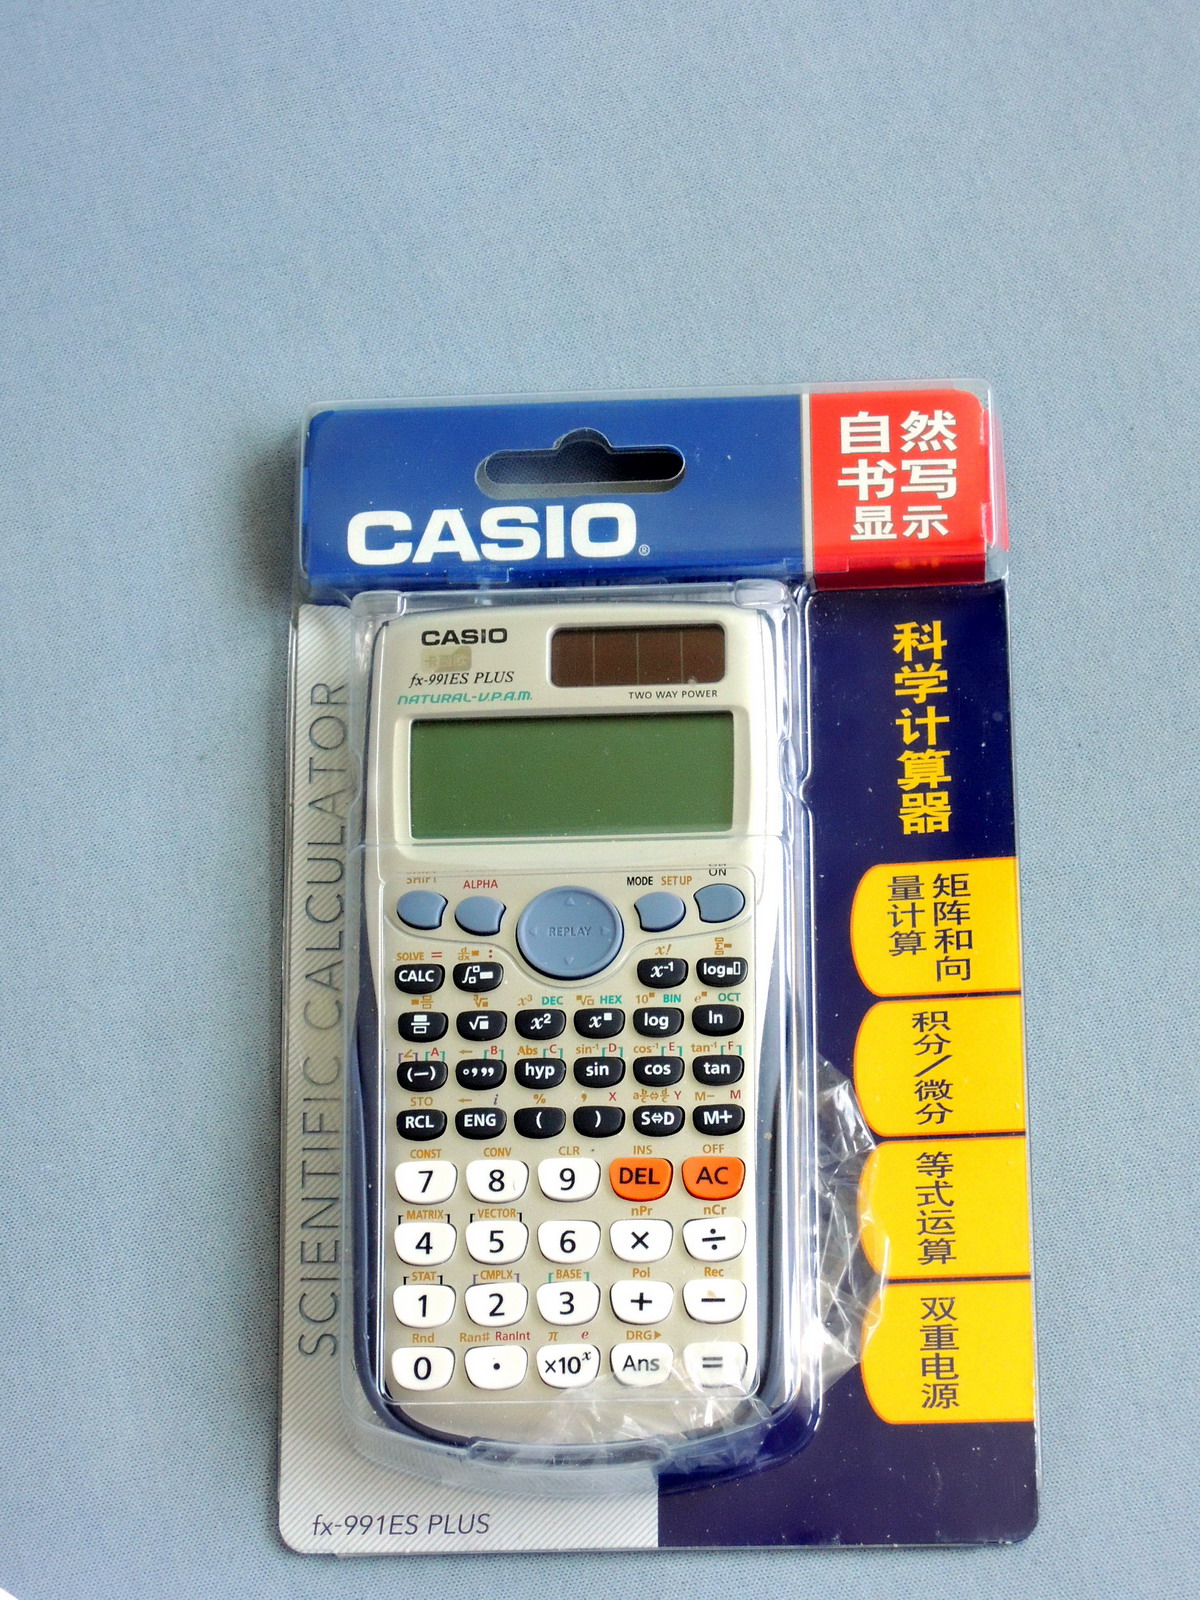 CASIO®
自然
书写
显示
SCIENTIFIC CALCULATOR
CASIO
fx-991ES PLUS
NATURAL-V.P.A.M.
TWO WAY POWER
SHIFT ALPHA MODE SETUP ON
REPLAY
SOLVE = d/dx : x! Σ
CALC ∫ x⁻¹ log
∛ x³ DEC ˣ√ HEX 10■ BIN e■ OCT
√■ x² x■ log ln
∠ A ← B Abs C sin⁻¹ D cos⁻¹ E tan⁻¹ F
(−) °’” hyp sin cos tan
STO ← i % , X a b/c⇔d/c Y M− M
RCL ENG ( ) S⇔D M+
CONST CONV CLR INS OFF
7 8 9 DEL AC
MATRIX VECTOR nPr nCr
4 5 6 × ÷
STAT CMPLX BASE Pol Rec
1 2 3 + −
Rnd Ran# RanInt π e DRG▶
0 · ×10ˣ Ans =
科学计算器
矩阵和向
量计算
积分/微分
等式运算
双重电源
fx-991ES PLUS